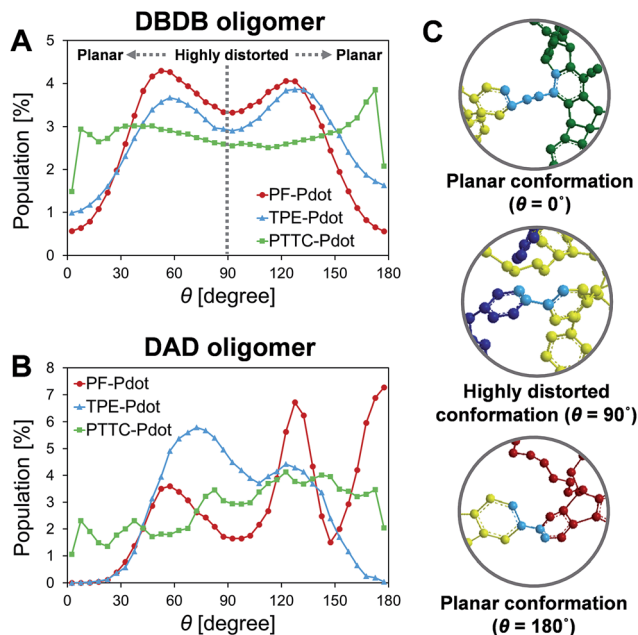 A
DBDB oligomer
Planar
Highly distorted
Planar
Population [%]
5
4
3
2
1
0
PF-Pdot
TPE-Pdot
PTTC-Pdot
0
30
60
90
120
150
180
θ [degree]
B
DAD oligomer
Population [%]
8
7
6
5
4
3
2
1
0
PF-Pdot
TPE-Pdot
PTTC-Pdot
0
30
60
90
120
150
180
θ [degree]
C
Planar conformation
(θ = 0˚)
Highly distorted
conformation (θ = 90˚)
Planar conformation
(θ = 180˚)